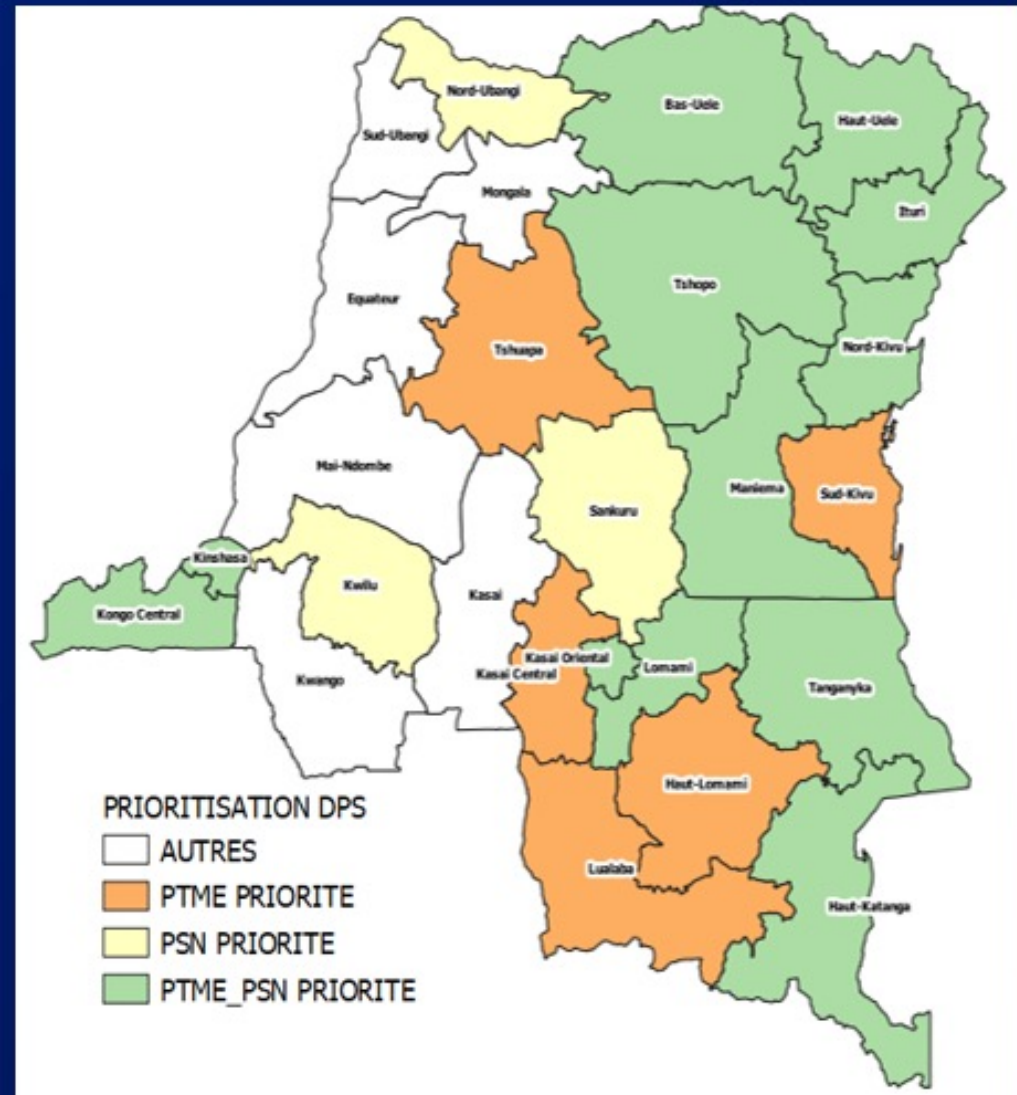 Nord-Ubangi
Bas-Uele
Haut-Uele
Sud-Ubangi
Mongala
Ituri
Equateur
Tshopo
Tshuapa
Nord-Kivu
Mai-Ndombe
Maniema
Sud-Kivu
Sankuru
Kinshasa
Kwilu
Kasai
Kongo Central
Kasai Oriental
Lomami
Kasai Central
Kwango
Tanganyka
Haut-Lomami
Lualaba
Haut-Katanga
PRIORITISATION DPS
AUTRES
PTME PRIORITE
PSN PRIORITE
PTME_PSN PRIORITE